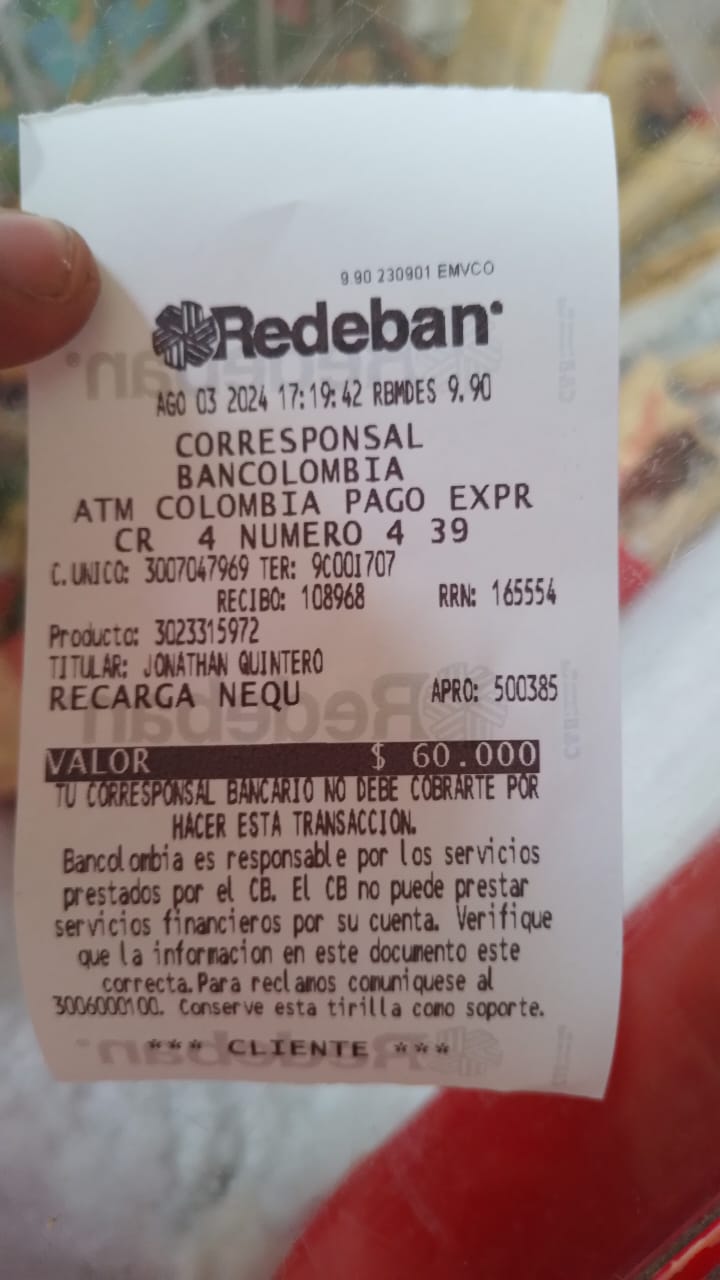 9.90 230901 EMVCO
Redeban
AGO 03 2024 17:19:42 RBMDES 9.90
CORRESPONSAL
BANCOLOMBIA
ATM COLOMBIA PAGO EXPR
CR 4 NUMERO 4 39
C.UNICO: 3007047969 TER: 9C001707
RECIBO: 108968 RRN: 165554
Producto: 3023315972
TITULAR: JONATHAN QUINTERO
RECARGA NEQU APRO: 500385
VALOR $ 60.000
TU CORRESPONSAL BANCARIO NO DEBE COBRARTE POR
HACER ESTA TRANSACCION.
Bancolombia es responsable por los servicios
prestados por el CB. El CB no puede prestar
servicios financieros por su cuenta. Verifique
que la informacion en este documento este
correcta.Para reclamos comuniquese al
3006000100. Conserve esta tirilla como soporte.
*** CLIENTE ***